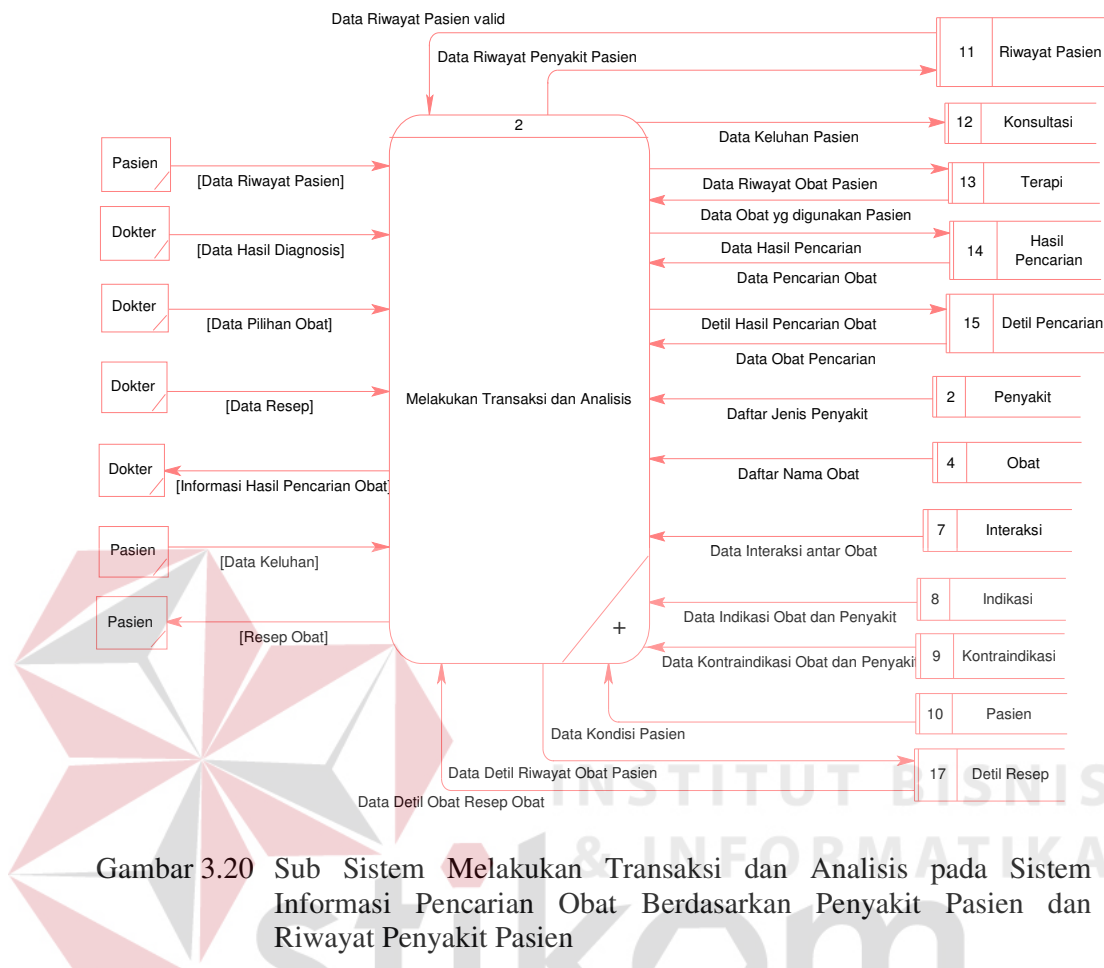 Data Riwayat Pasien valid
Data Riwayat Penyakit Pasien
11 Riwayat Pasien
2
12 Konsultasi
Data Keluhan Pasien
Pasien
[Data Riwayat Pasien]
Data Riwayat Obat Pasien
13 Terapi
Data Obat yg digunakan Pasien
Dokter
[Data Hasil Diagnosis]
Data Hasil Pencarian
14 Hasil
Pencarian
Data Pencarian Obat
Dokter
[Data Pilihan Obat]
Detil Hasil Pencarian Obat
15 Detil Pencarian
Data Obat Pencarian
Dokter
[Data Resep]
Melakukan Transaksi dan Analisis
2 Penyakit
Daftar Jenis Penyakit
Dokter
[Informasi Hasil Pencarian Obat]
4 Obat
Daftar Nama Obat
Pasien
[Data Keluhan]
7 Interaksi
Data Interaksi antar Obat
8 Indikasi
Data Indikasi Obat dan Penyakit
Pasien
[Resep Obat]
+
9 Kontraindikasi
Data Kontraindikasi Obat dan Penyakit
10 Pasien
Data Kondisi Pasien
17 Detil Resep
Data Detil Riwayat Obat Pasien
Data Detil Obat Resep Obat
INSTITUT BISNIS
& INFORMATIKA
stikom
Gambar 3.20 Sub Sistem Melakukan Transaksi dan Analisis pada Sistem
Informasi Pencarian Obat Berdasarkan Penyakit Pasien dan
Riwayat Penyakit Pasien